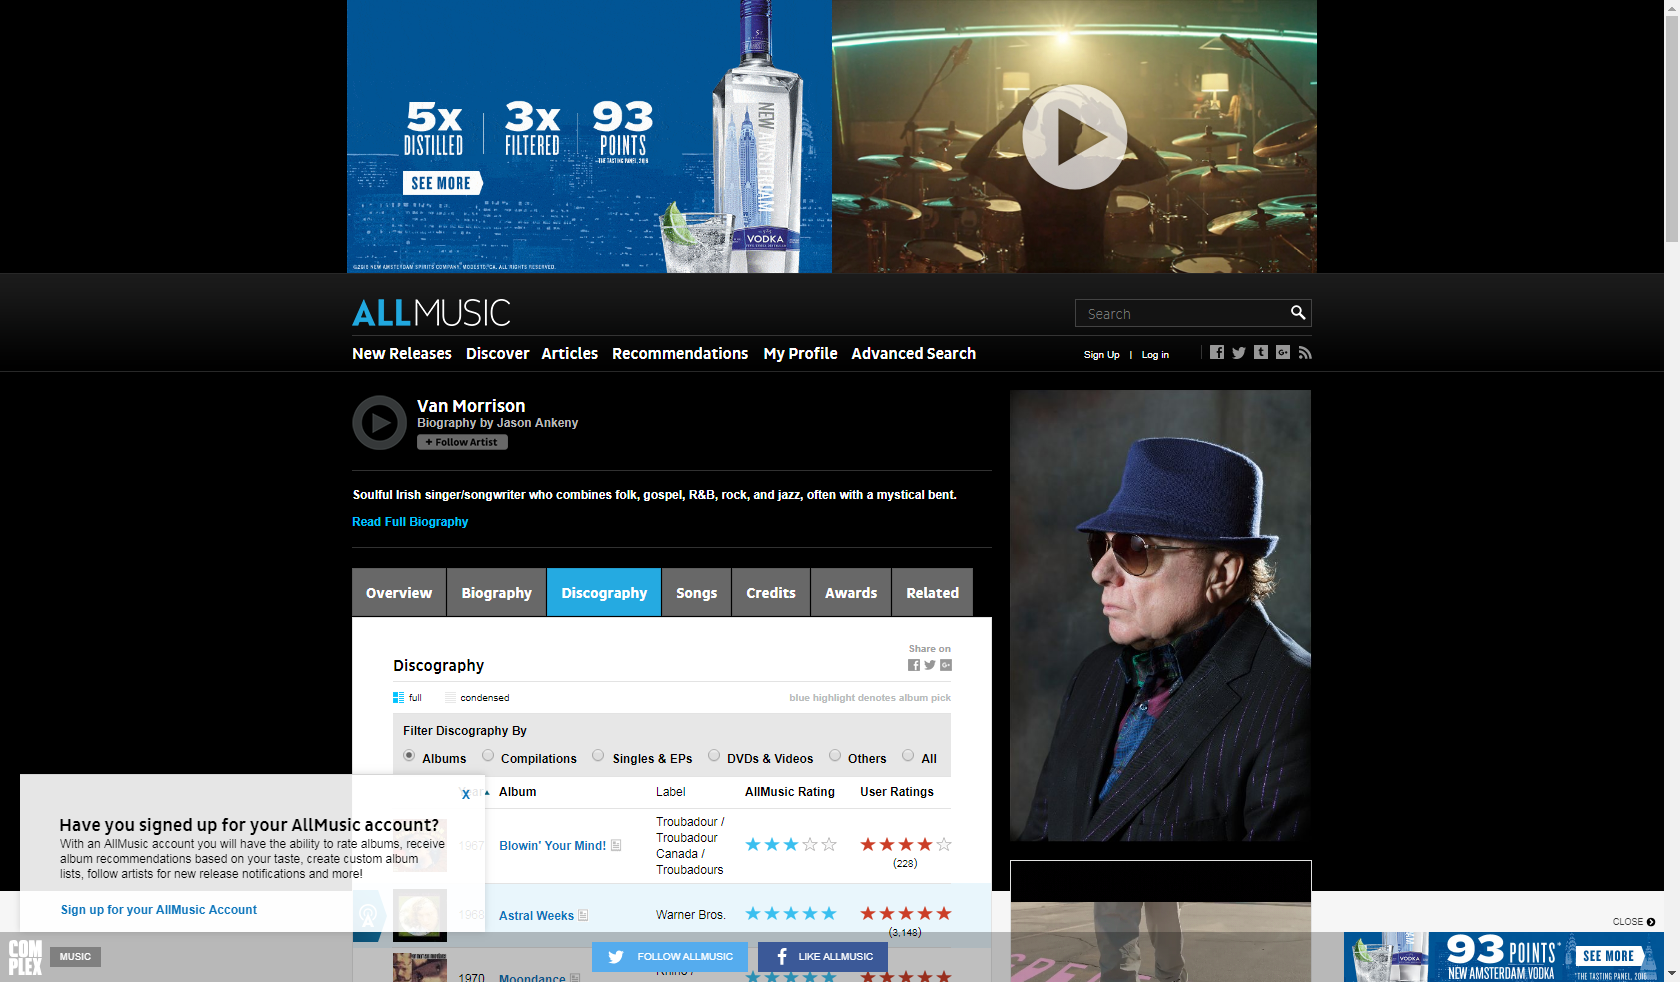 5x
DISTILLED
3x
FILTERED
93
POINTS
-THE TASTING PANEL, 2016
SEE MORE
NEW AMSTERDAM
VODKA
ALLMUSIC
Search
New Releases Discover Articles Recommendations My Profile Advanced Search
Sign Up | Log in
Van Morrison
Biography by Jason Ankeny
+ Follow Artist
Soulful Irish singer/songwriter who combines folk, gospel, R&B, rock, and jazz, often with a mystical bent.
Read Full Biography
Overview Biography Discography Songs Credits Awards Related
Share on
Discography
full condensed blue highlight denotes album pick
Filter Discography By
Albums Compilations Singles & EPs DVDs & Videos Others All
Year Album Label AllMusic Rating User Ratings
1967 Blowin' Your Mind! Troubadour /
Troubadour
Canada /
Troubadours
(228)
1968 Astral Weeks Warner Bros.
(3,148)
1970 Moondance Rhino /
X
Have you signed up for your AllMusic account?
With an AllMusic account you will have the ability to rate albums, receive
album recommendations based on your taste, create custom album
lists, follow artists for new release notifications and more!
Sign up for your AllMusic Account
COM
PLEX
MUSIC
FOLLOW ALLMUSIC
LIKE ALLMUSIC
CLOSE
VODKA
93 POINTS*
NEW AMSTERDAM VODKA
SEE MORE